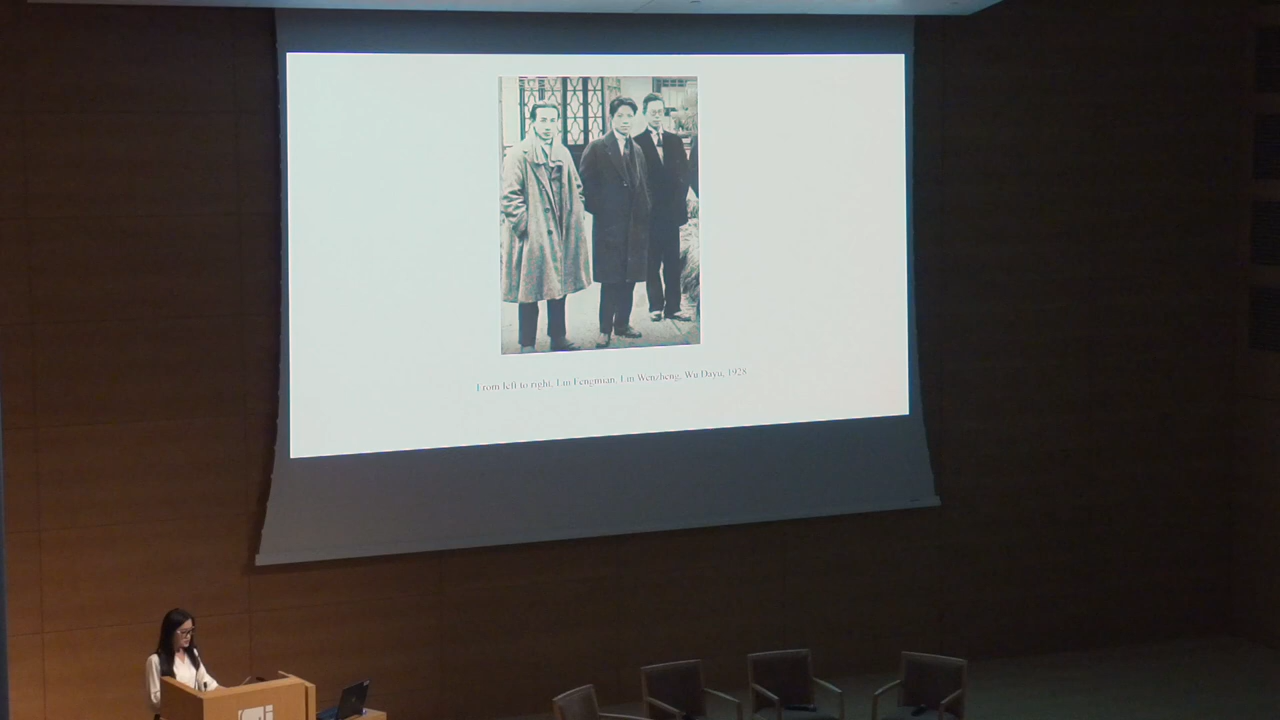 From left to right, Lin Fengmian, Lin Wenzheng, Wu Dayu, 1928